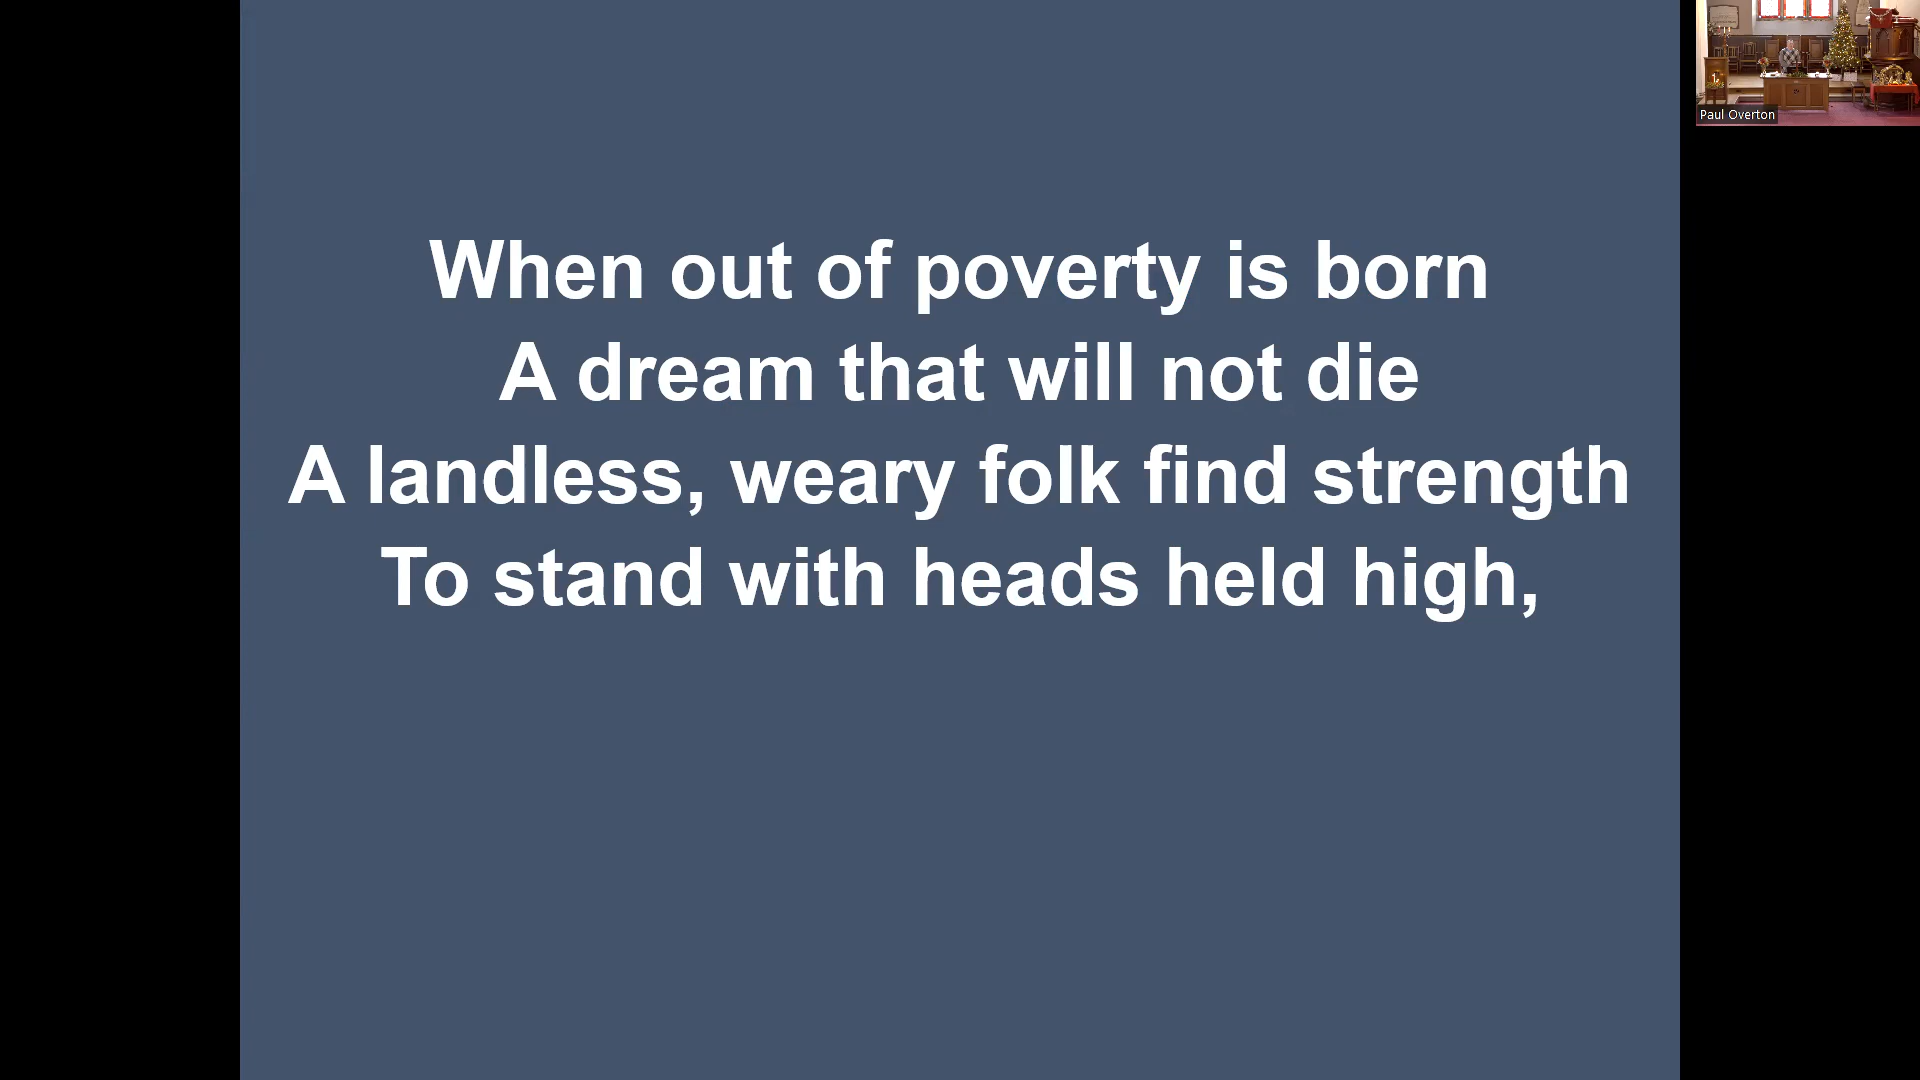 When out of poverty is born
A dream that will not die
A landless, weary folk find strength
To stand with heads held high,
Paul Overton